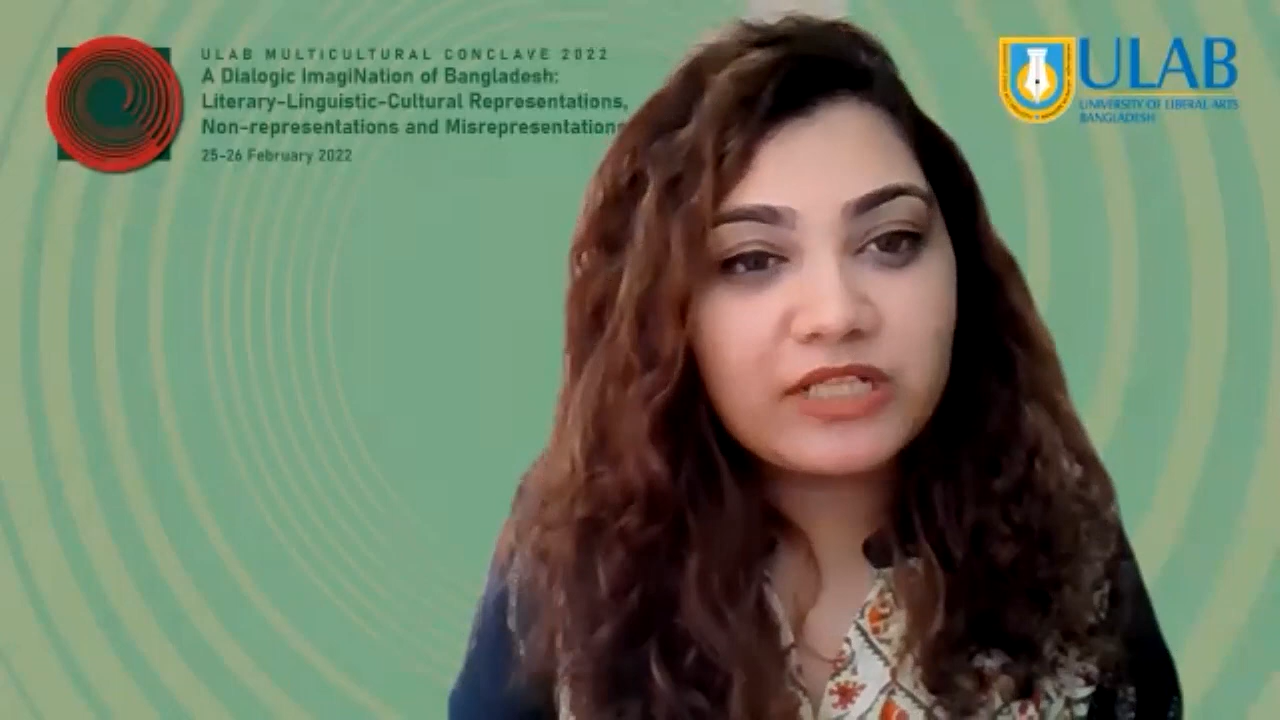 ULAB MULTICULTURAL CONCLAVE 2022
A Dialogic ImagiNation of Bangladesh:
Literary-Linguistic-Cultural Representations,
Non-representations and Misrepresentations
25-26 February 2022
ULAB
UNIVERSITY OF LIBERAL ARTS
BANGLADESH